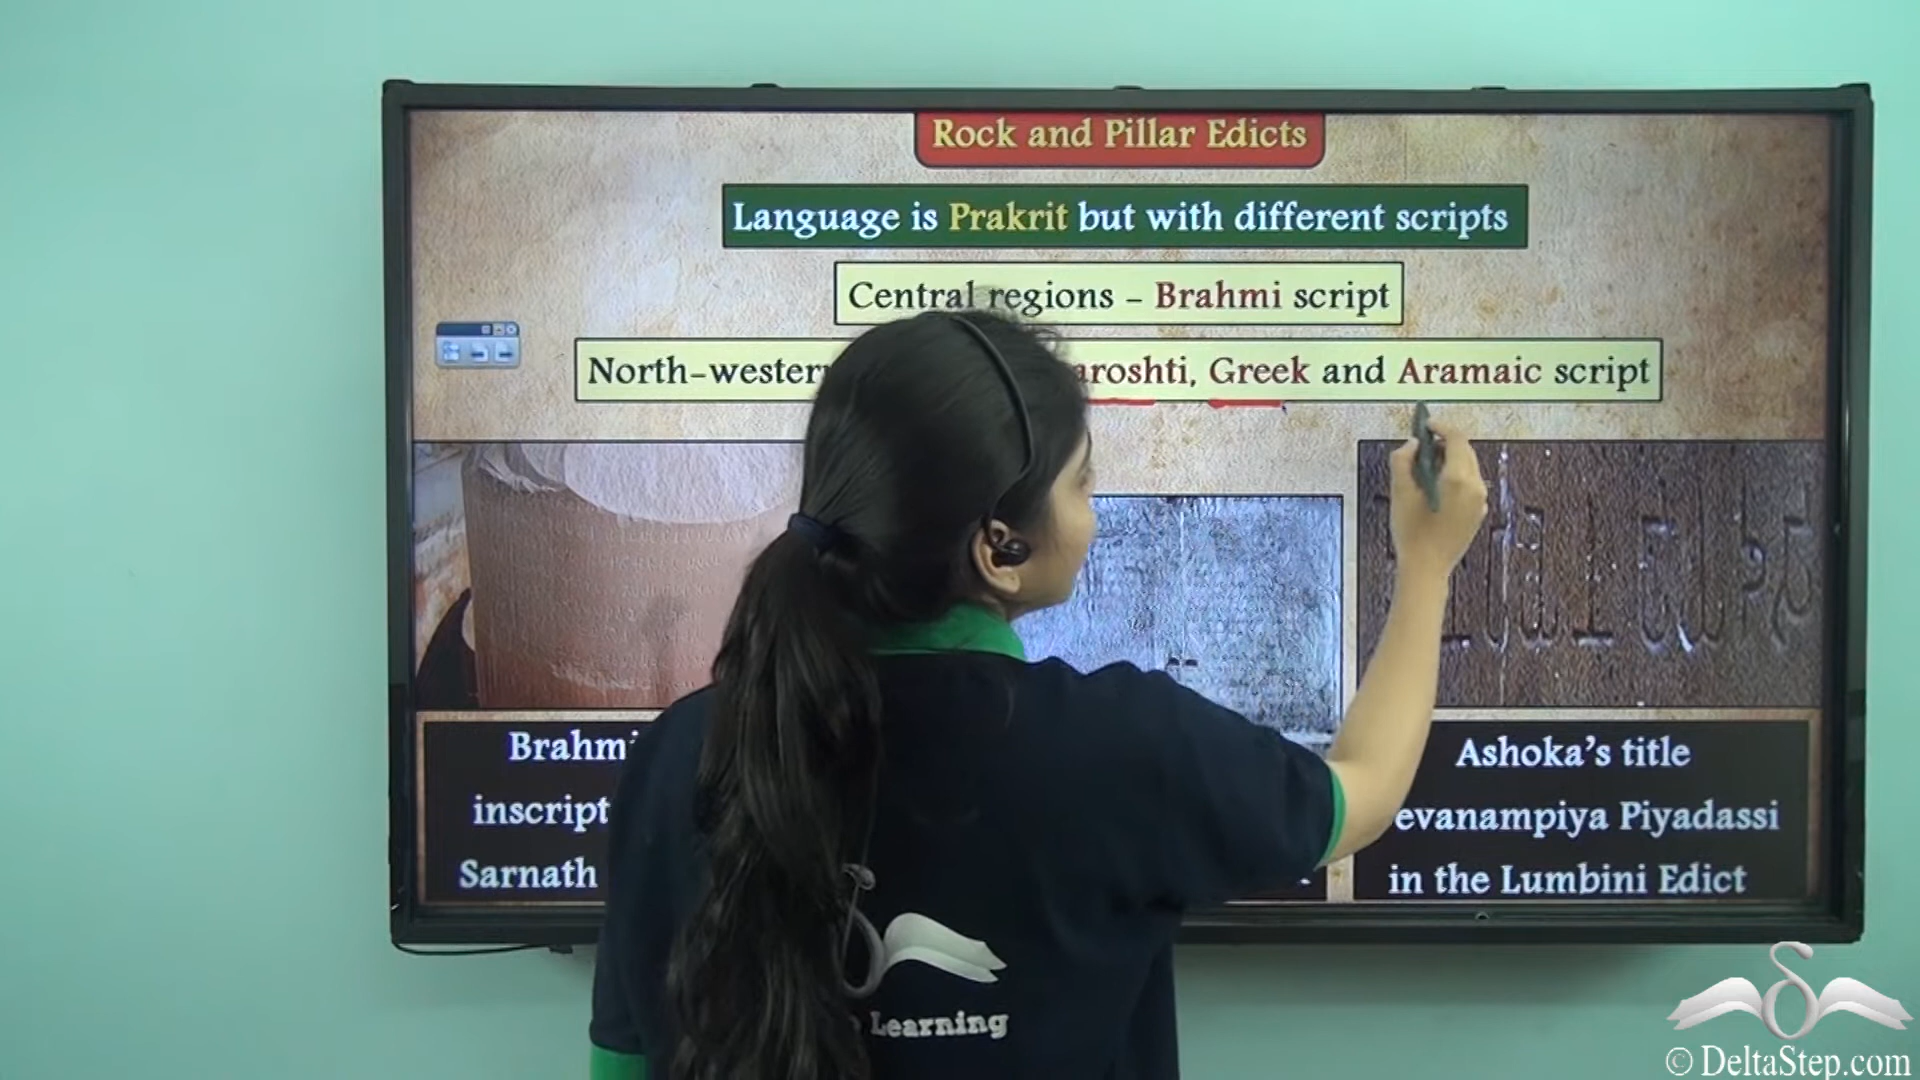 Rock and Pillar Edicts
Language is Prakrit but with different scripts
Central regions – Brahmi script
North-wester aroshti, Greek and Aramaic script
Brahmi
inscript
Sarnath
Ashoka's title
evanampiya Piyadassi
in the Lumbini Edict
Learning
© DeltaStep.com